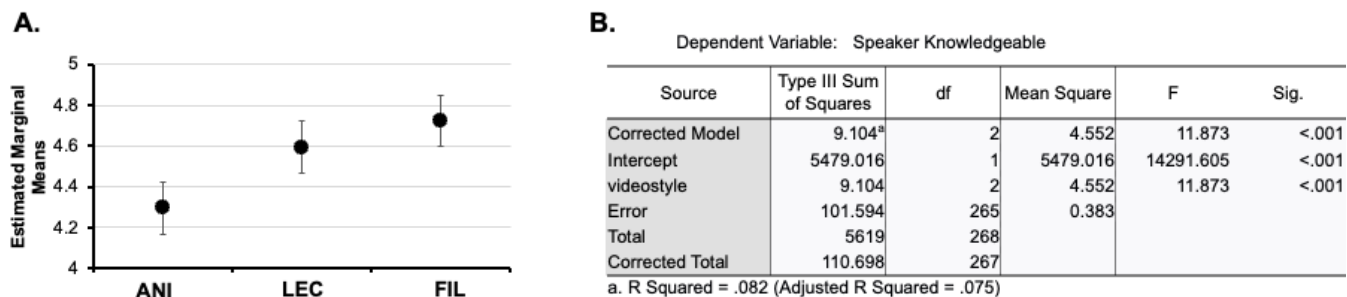 A.
Estimated Marginal
Means
5
4.8
4.6
4.4
4.2
4
ANI LEC FIL
B.
Dependent Variable: Speaker Knowledgeable
Source Type III Sum of Squares df Mean Square F Sig.
Corrected Model 9.104a 2 4.552 11.873 <.001
Intercept 5479.016 1 5479.016 14291.605 <.001
videostyle 9.104 2 4.552 11.873 <.001
Error 101.594 265 0.383
Total 5619 268
Corrected Total 110.698 267
a. R Squared = .082 (Adjusted R Squared = .075)